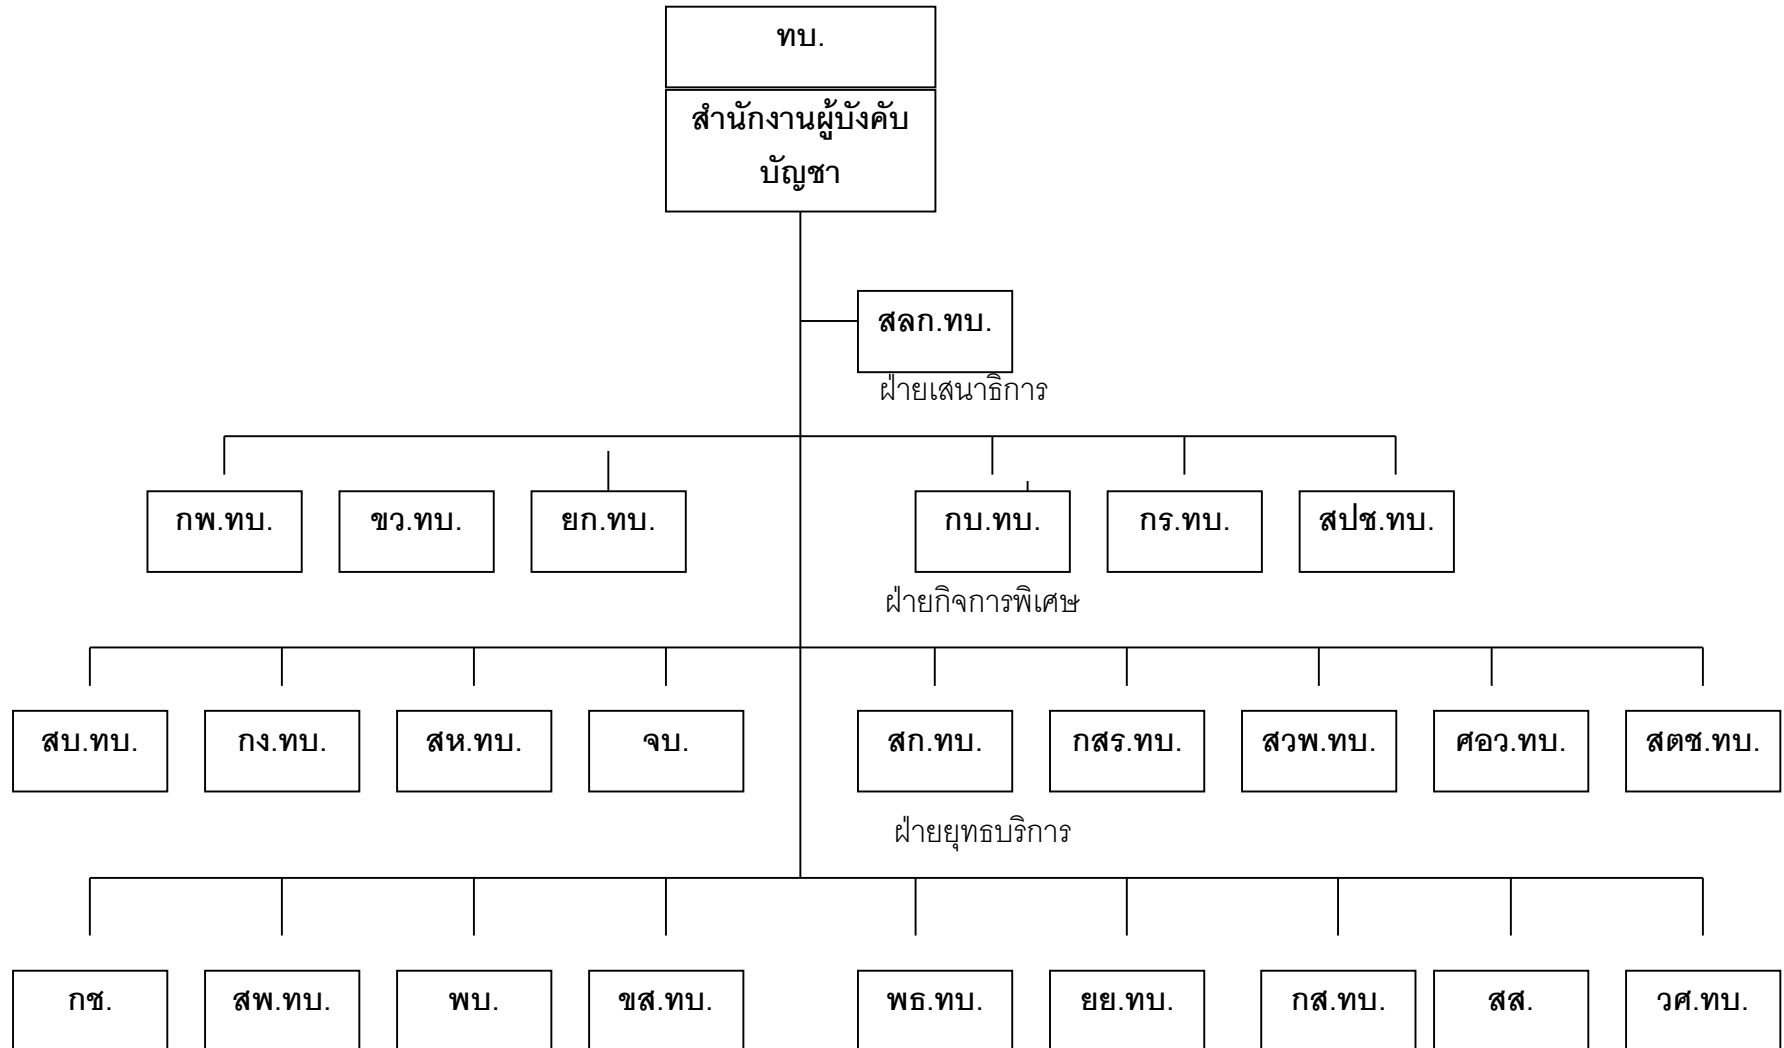 ทบ.
สำนักงานผู้บังคับ
บัญชา
สลก.ทบ.
ฝ่ายเสนาธิการ
กพ.ทบ. ขว.ทบ. ยก.ทบ. กบ.ทบ. กร.ทบ. สปช.ทบ.
ฝ่ายกิจการพิเศษ
สบ.ทบ. กง.ทบ. สห.ทบ. จบ. สก.ทบ. กสร.ทบ. สวพ.ทบ. ศอว.ทบ. สตช.ทบ.
ฝ่ายยุทธบริการ
กช. สพ.ทบ. พบ. ขส.ทบ. พธ.ทบ. ยย.ทบ. กส.ทบ. สส. วศ.ทบ.